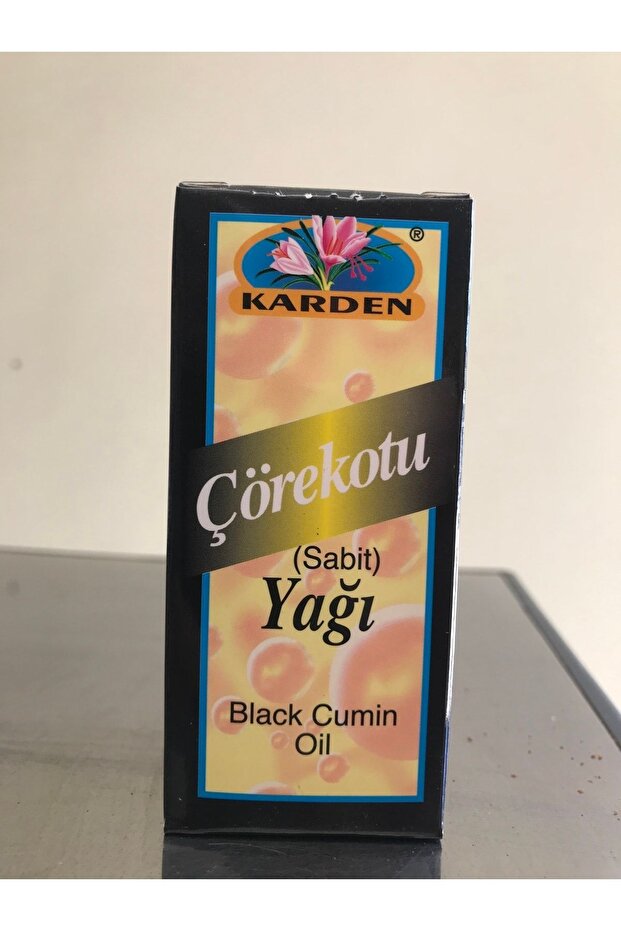 ®
KARDEN
Çörekotu
(Sabit)
Yağı
Black Cumin
Oil